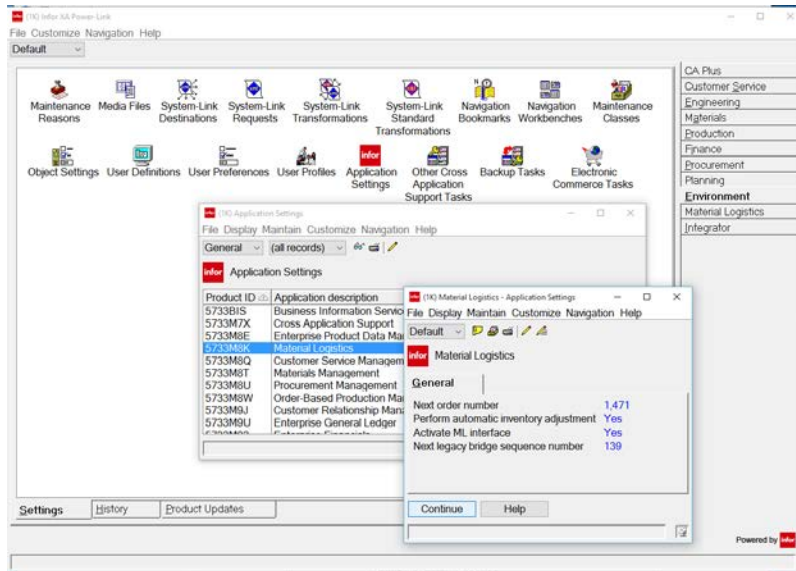 (1K) Infor XA Power-Link
File Customize Navigation Help
Default
CA Plus
Customer Service
Engineering
Materials
Production
Finance
Procurement
Planning
Environment
Material Logistics
Integrator
Maintenance Reasons
Media Files
System-Link Destinations
System-Link Requests
System-Link Transformations
System-Link Standard Transformations
Navigation Bookmarks
Navigation Workbenches
Maintenance Classes
Object Settings
User Definitions
User Preferences
User Profiles
infor
Application Settings
Other Cross Application Support Tasks
Backup Tasks
Electronic Commerce Tasks
(1K) Application Settings
File Display Maintain Customize Navigation Help
General (all records)
infor Application Settings
Product ID Application description
5733BIS Business Information Servic
5733M7X Cross Application Support
5733M8E Enterprise Product Data Ma
5733M8K Material Logistics
5733M8Q Customer Service Managem
5733M8T Materials Management
5733M8U Procurement Management
5733M8W Order-Based Production Ma
5733M9J Customer Relationship Mana
5733M9U Enterprise General Ledger
(1K) Material Logistics - Application Settings
File Display Maintain Customize Navigation Help
Default
infor Material Logistics
General
Next order number 1,471
Perform automatic inventory adjustment Yes
Activate ML interface Yes
Next legacy bridge sequence number 139
Continue Help
Settings History Product Updates
Powered by infor